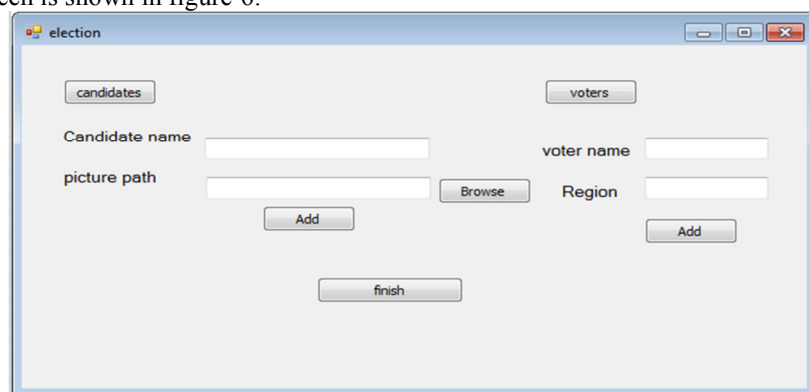 is shown in figure 6.
election
candidates
voters
Candidate name
voter name
picture path
Browse
Region
Add
Add
finish